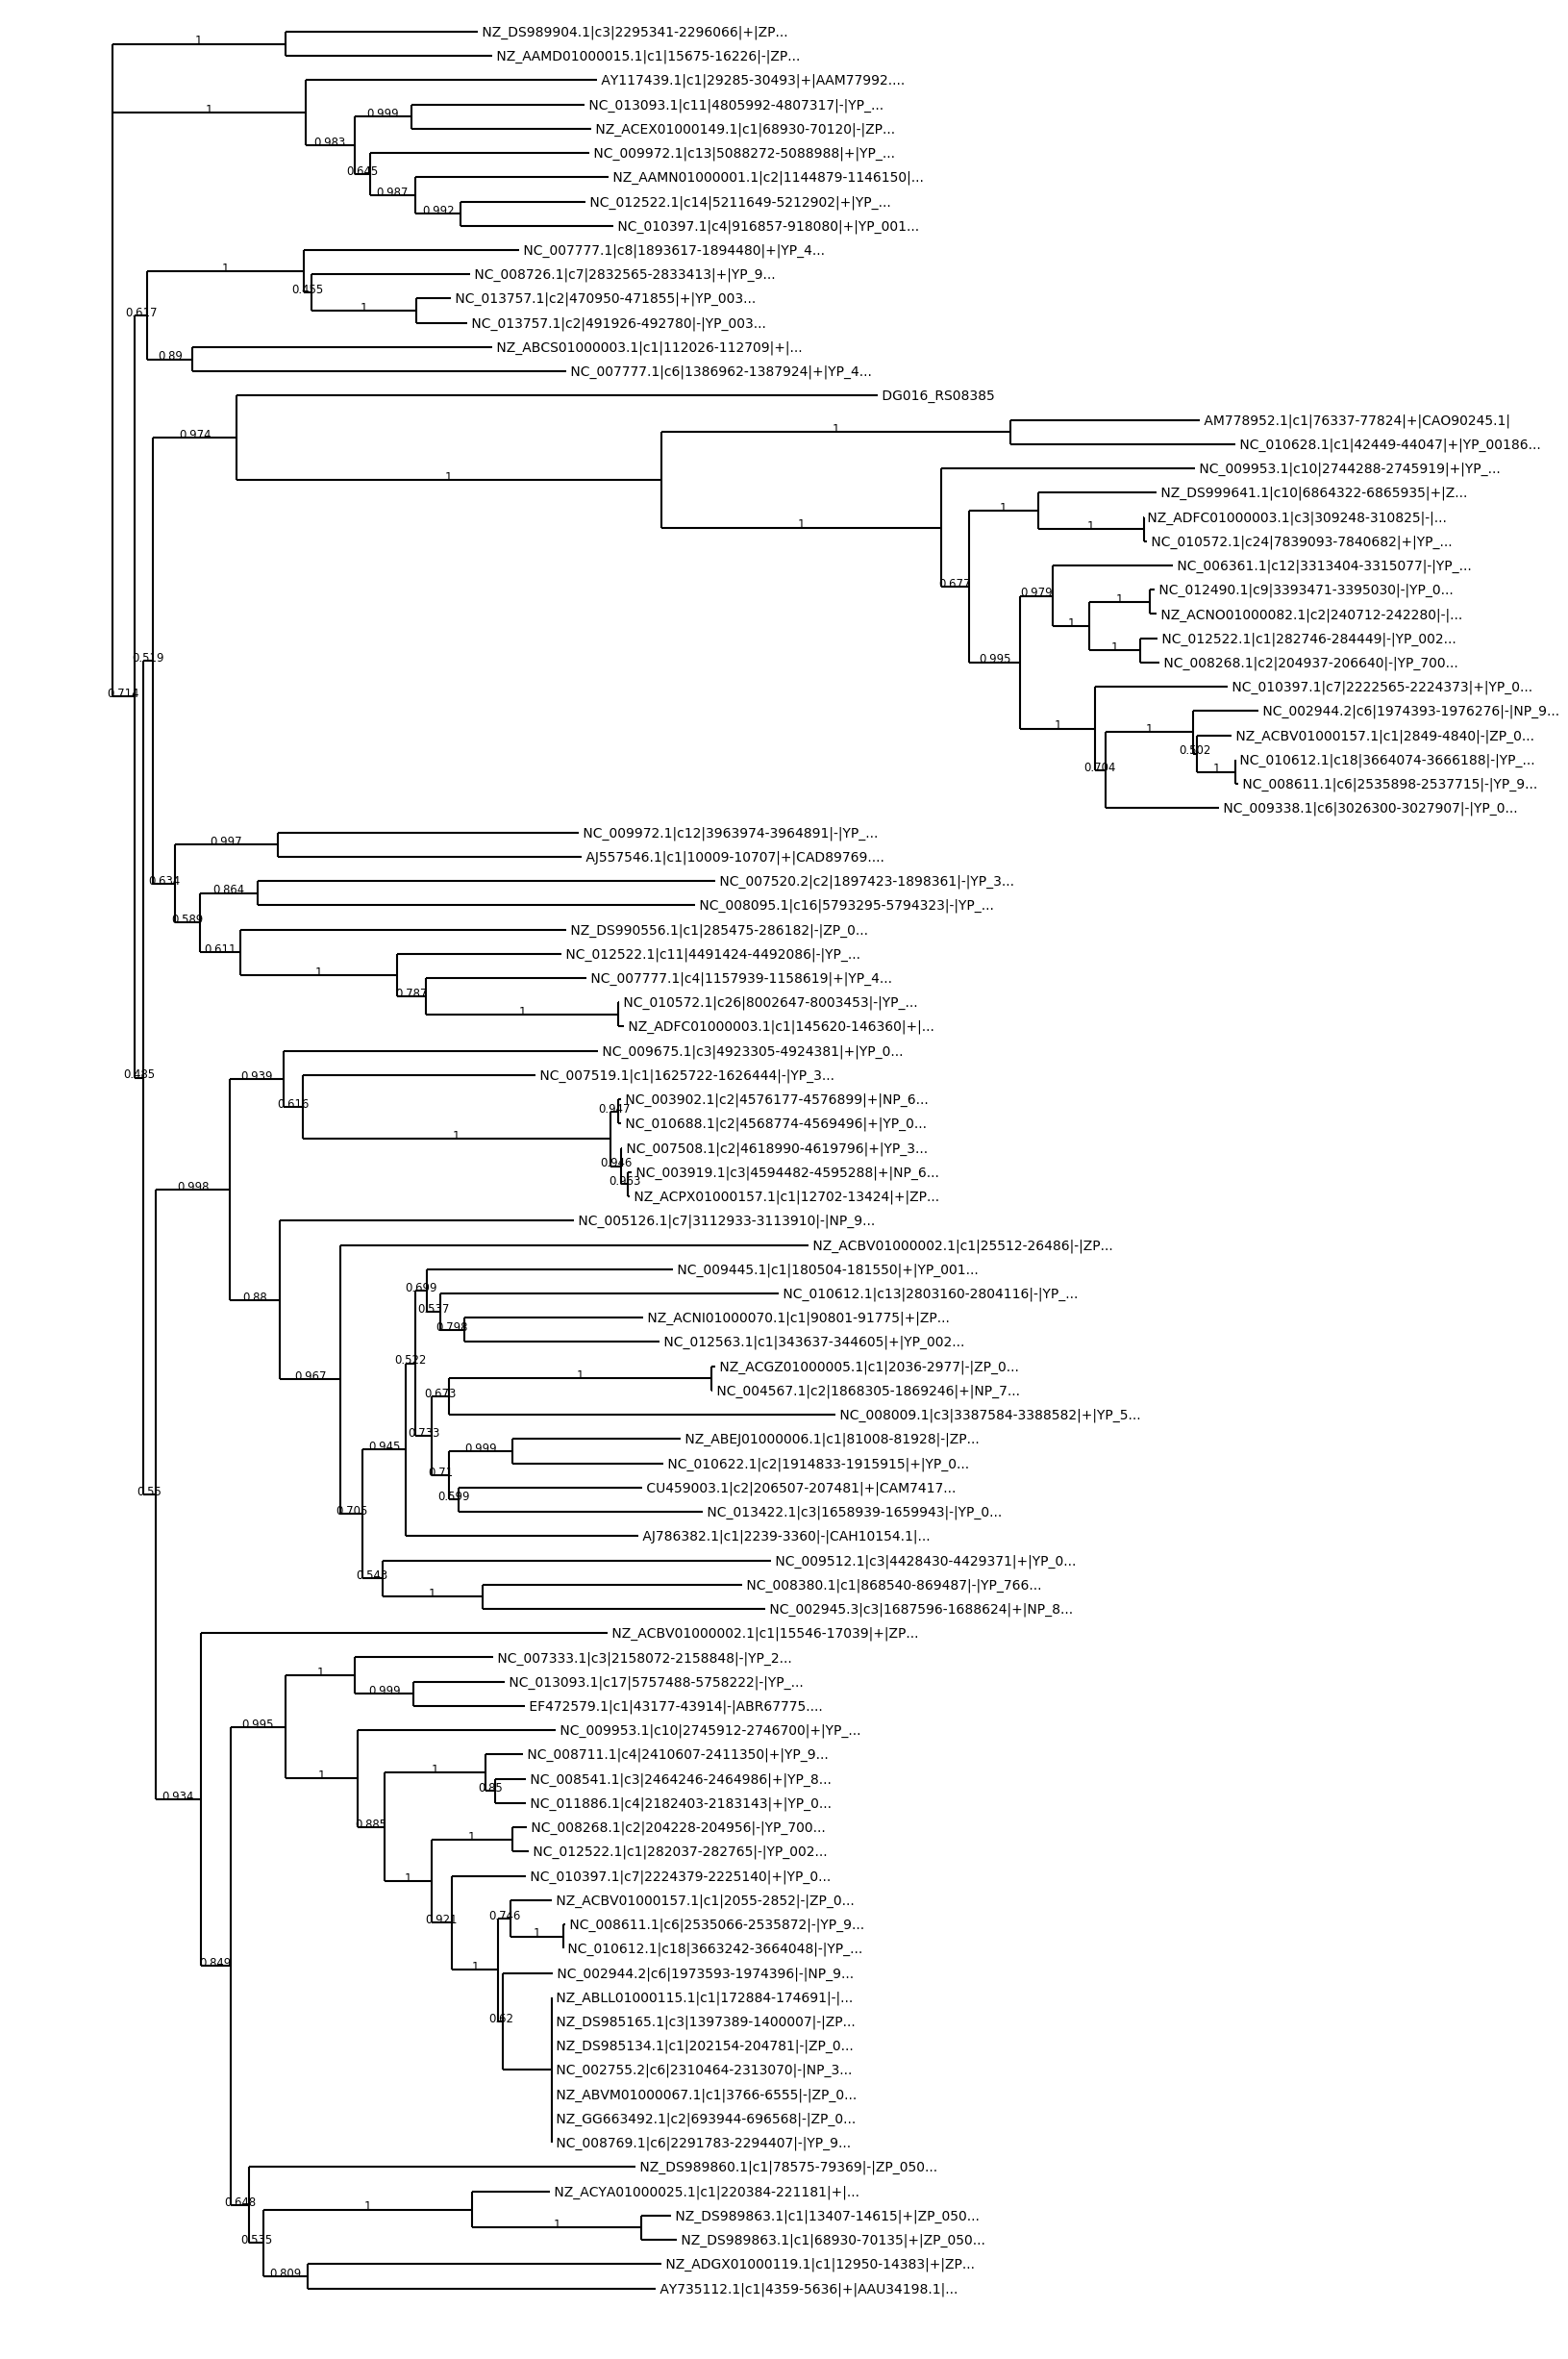 NZ_DS989904.1|c3|2295341-2296066|+|ZP...
1
NZ_AAMD01000015.1|c1|15675-16226|-|ZP...
AY117439.1|c1|29285-30493|+|AAM77992....
1
NC_013093.1|c11|4805992-4807317|-|YP_...
0.999
NZ_ACEX01000149.1|c1|68930-70120|-|ZP...
0.983
NC_009972.1|c13|5088272-5088988|+|YP_...
0.645
NZ_AAMN01000001.1|c2|1144879-1146150|...
0.987
NC_012522.1|c14|5211649-5212902|+|YP_...
0.992
NC_010397.1|c4|916857-918080|+|YP_001...
NC_007777.1|c8|1893617-1894480|+|YP_4...
1
NC_008726.1|c7|2832565-2833413|+|YP_9...
0.455
NC_013757.1|c2|470950-471855|+|YP_003...
1
0.617
NC_013757.1|c2|491926-492780|-|YP_003...
NZ_ABCS01000003.1|c1|112026-112709|+|...
0.89
NC_007777.1|c6|1386962-1387924|+|YP_4...
DG016_RS08385
AM778952.1|c1|76337-77824|+|CAO90245.1|
1
0.974
NC_010628.1|c1|42449-44047|+|YP_00186...
NC_009953.1|c10|2744288-2745919|+|YP_...
1
NZ_DS999641.1|c10|6864322-6865935|+|Z...
1
NZ_ADFC01000003.1|c3|309248-310825|-|...
1
1
NC_010572.1|c24|7839093-7840682|+|YP_...
NC_006361.1|c12|3313404-3315077|-|YP_...
0.677
NC_012490.1|c9|3393471-3395030|-|YP_0...
0.979
1
NZ_ACNO01000082.1|c2|240712-242280|-|...
1
NC_012522.1|c1|282746-284449|-|YP_002...
1
0.519
0.995
NC_008268.1|c2|204937-206640|-|YP_700...
NC_010397.1|c7|2222565-2224373|+|YP_0...
0.714
NC_002944.2|c6|1974393-1976276|-|NP_9...
1
1
NZ_ACBV01000157.1|c1|2849-4840|-|ZP_0...
0.502
NC_010612.1|c18|3664074-3666188|-|YP_...
0.704
1
NC_008611.1|c6|2535898-2537715|-|YP_9...
NC_009338.1|c6|3026300-3027907|-|YP_0...
NC_009972.1|c12|3963974-3964891|-|YP_...
0.997
AJ557546.1|c1|10009-10707|+|CAD89769....
0.634
NC_007520.2|c2|1897423-1898361|-|YP_3...
0.864
NC_008095.1|c16|5793295-5794323|-|YP_...
0.589
NZ_DS990556.1|c1|285475-286182|-|ZP_0...
0.611
NC_012522.1|c11|4491424-4492086|-|YP_...
1
NC_007777.1|c4|1157939-1158619|+|YP_4...
0.787
NC_010572.1|c26|8002647-8003453|-|YP_...
1
NZ_ADFC01000003.1|c1|145620-146360|+|...
NC_009675.1|c3|4923305-4924381|+|YP_0...
0.485
0.939
NC_007519.1|c1|1625722-1626444|-|YP_3...
NC_003902.1|c2|4576177-4576899|+|NP_6...
0.616
0.947
NC_010688.1|c2|4568774-4569496|+|YP_0...
1
NC_007508.1|c2|4618990-4619796|+|YP_3...
0.946
NC_003919.1|c3|4594482-4595288|+|NP_6...
0.963
0.998
NZ_ACPX01000157.1|c1|12702-13424|+|ZP...
NC_005126.1|c7|3112933-3113910|-|NP_9...
NZ_ACBV01000002.1|c1|25512-26486|-|ZP...
NC_009445.1|c1|180504-181550|+|YP_001...
0.699
0.88
NC_010612.1|c13|2803160-2804116|-|YP_...
0.537
NZ_ACNI01000070.1|c1|90801-91775|+|ZP...
0.798
NC_012563.1|c1|343637-344605|+|YP_002...
0.522
NZ_ACGZ01000005.1|c1|2036-2977|-|ZP_0...
0.967
1
NC_004567.1|c2|1868305-1869246|+|NP_7...
0.673
NC_008009.1|c3|3387584-3388582|+|YP_5...
0.733
NZ_ABEJ01000006.1|c1|81008-81928|-|ZP...
0.945
0.999
NC_010622.1|c2|1914833-1915915|+|YP_0...
0.71
CU459003.1|c2|206507-207481|+|CAM7417...
0.55
0.599
NC_013422.1|c3|1658939-1659943|-|YP_0...
0.705
AJ786382.1|c1|2239-3360|-|CAH10154.1|...
NC_009512.1|c3|4428430-4429371|+|YP_0...
0.543
NC_008380.1|c1|868540-869487|-|YP_766...
1
NC_002945.3|c3|1687596-1688624|+|NP_8...
NZ_ACBV01000002.1|c1|15546-17039|+|ZP...
NC_007333.1|c3|2158072-2158848|-|YP_2...
1
NC_013093.1|c17|5757488-5758222|-|YP_...
0.999
EF472579.1|c1|43177-43914|-|ABR67775....
0.995
NC_009953.1|c10|2745912-2746700|+|YP_...
NC_008711.1|c4|2410607-2411350|+|YP_9...
1
1
NC_008541.1|c3|2464246-2464986|+|YP_8...
0.85
0.934
NC_011886.1|c4|2182403-2183143|+|YP_0...
0.885
NC_008268.1|c2|204228-204956|-|YP_700...
1
NC_012522.1|c1|282037-282765|-|YP_002...
1
NC_010397.1|c7|2224379-2225140|+|YP_0...
NZ_ACBV01000157.1|c1|2055-2852|-|ZP_0...
0.746
0.921
NC_008611.1|c6|2535066-2535872|-|YP_9...
1
NC_010612.1|c18|3663242-3664048|-|YP_...
0.849
1
NC_002944.2|c6|1973593-1974396|-|NP_9...
NZ_ABLL01000115.1|c1|172884-174691|-|...
0.62
NZ_DS985165.1|c3|1397389-1400007|-|ZP...
NZ_DS985134.1|c1|202154-204781|-|ZP_0...
NC_002755.2|c6|2310464-2313070|-|NP_3...
NZ_ABVM01000067.1|c1|3766-6555|-|ZP_0...
NZ_GG663492.1|c2|693944-696568|-|ZP_0...
NC_008769.1|c6|2291783-2294407|-|YP_9...
NZ_DS989860.1|c1|78575-79369|-|ZP_050...
NZ_ACYA01000025.1|c1|220384-221181|+|...
0.648
1
NZ_DS989863.1|c1|13407-14615|+|ZP_050...
1
NZ_DS989863.1|c1|68930-70135|+|ZP_050...
0.535
NZ_ADGX01000119.1|c1|12950-14383|+|ZP...
0.809
AY735112.1|c1|4359-5636|+|AAU34198.1|...